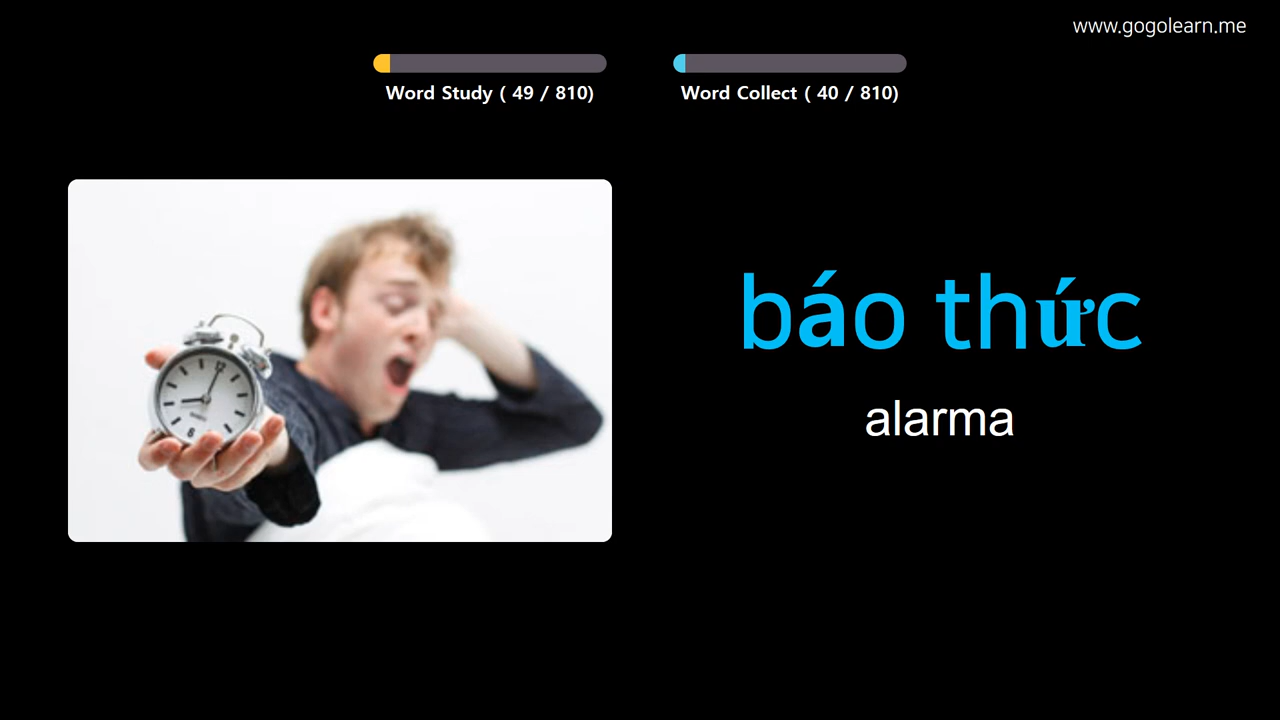 www.gogolearn.me
Word Study ( 49 / 810)
Word Collect ( 40 / 810)
báo thức
alarma